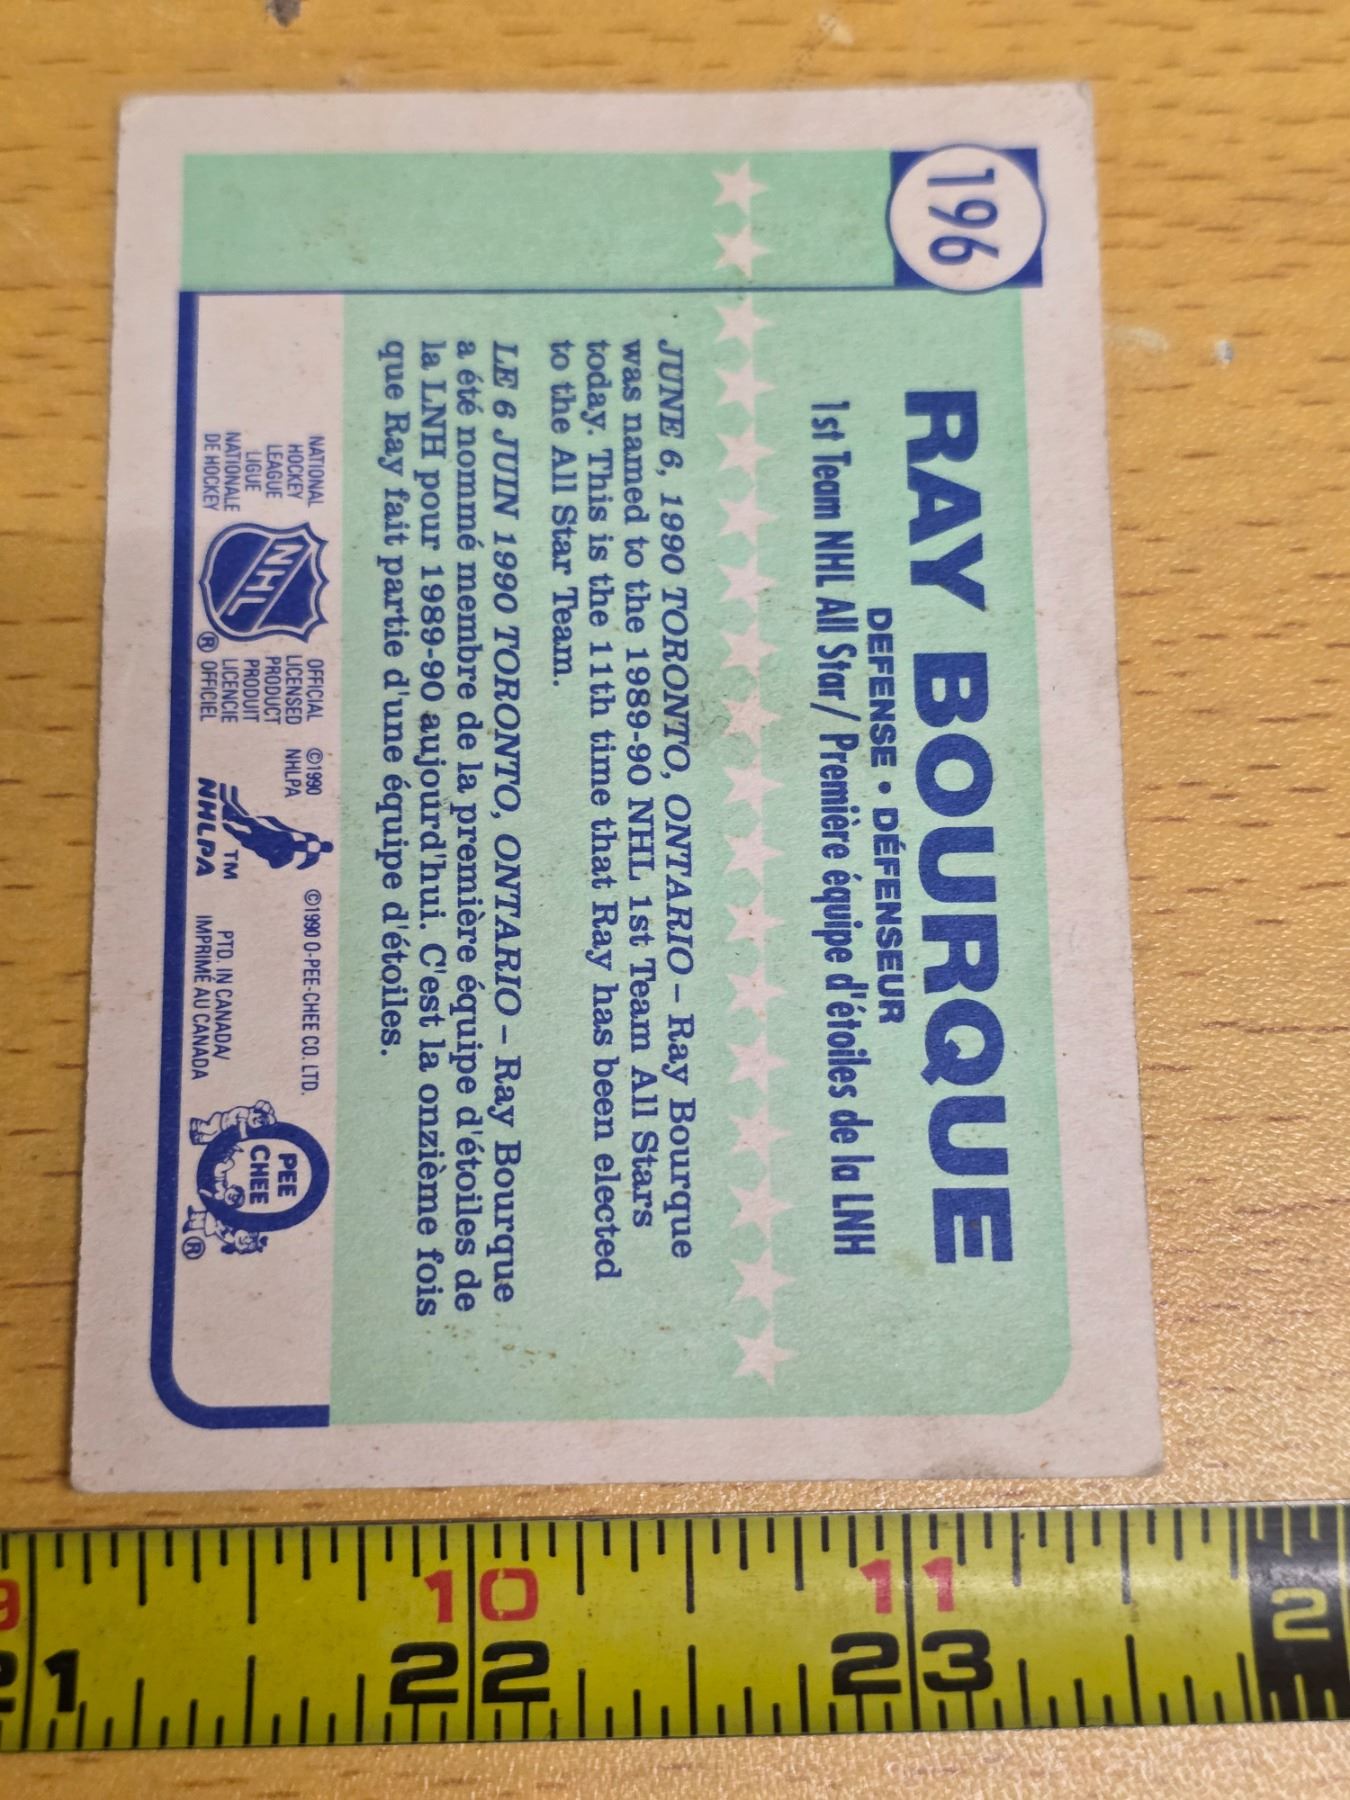 196
RAY BOURQUE
DEFENSE • DÉFENSEUR
1st Team NHL All Star / Première équipe d'étoiles de la LNH
JUNE 6, 1990 TORONTO, ONTARIO – Ray Bourque
was named to the 1989-90 NHL 1st Team All Stars
today. This is the 11th time that Ray has been elected
to the All Star Team.
LE 6 JUIN 1990 TORONTO, ONTARIO – Ray Bourque
a été nommé membre de la première équipe d'étoiles de
la LNH pour 1989-90 aujourd'hui. C'est la onzième fois
que Ray fait partie d'une équipe d'étoiles.
NATIONAL
HOCKEY
LEAGUE
LIGUE
NATIONALE
DE HOCKEY
NHL
®
OFFICIAL
LICENSED
PRODUCT
PRODUIT
LICENCIE
OFFICIEL
©1990
NHLPA
TM
NHLPA
©1990 O-PEE-CHEE CO. LTD.
PTD. IN CANADA/
IMPRIMÉ AU CANADA
O
PEE
CHEE
®
9 10 11
21 22 23 2